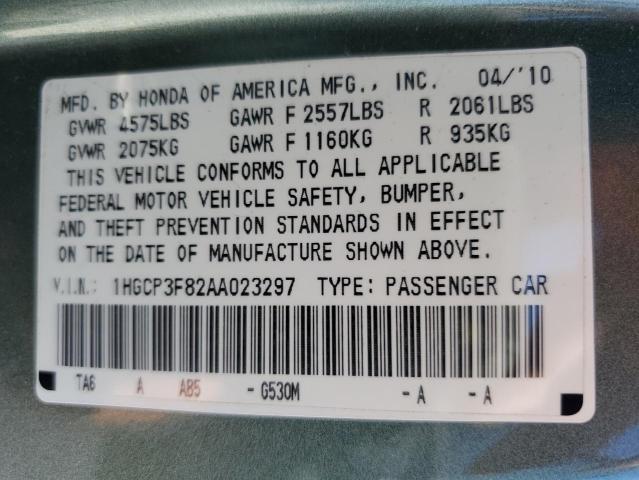 MFD. BY HONDA OF AMERICA MFG., INC. 04/'10
GVWR 4575LBS GAWR F 2557LBS R 2061LBS
GVWR 2075KG GAWR F 1160KG R 935KG
THIS VEHICLE CONFORMS TO ALL APPLICABLE
FEDERAL MOTOR VEHICLE SAFETY, BUMPER,
AND THEFT PREVENTION STANDARDS IN EFFECT
ON THE DATE OF MANUFACTURE SHOWN ABOVE.
V.I.N.: 1HGCP3F82AA023297 TYPE: PASSENGER CAR
TA6 A AB5 - G530M - A - A